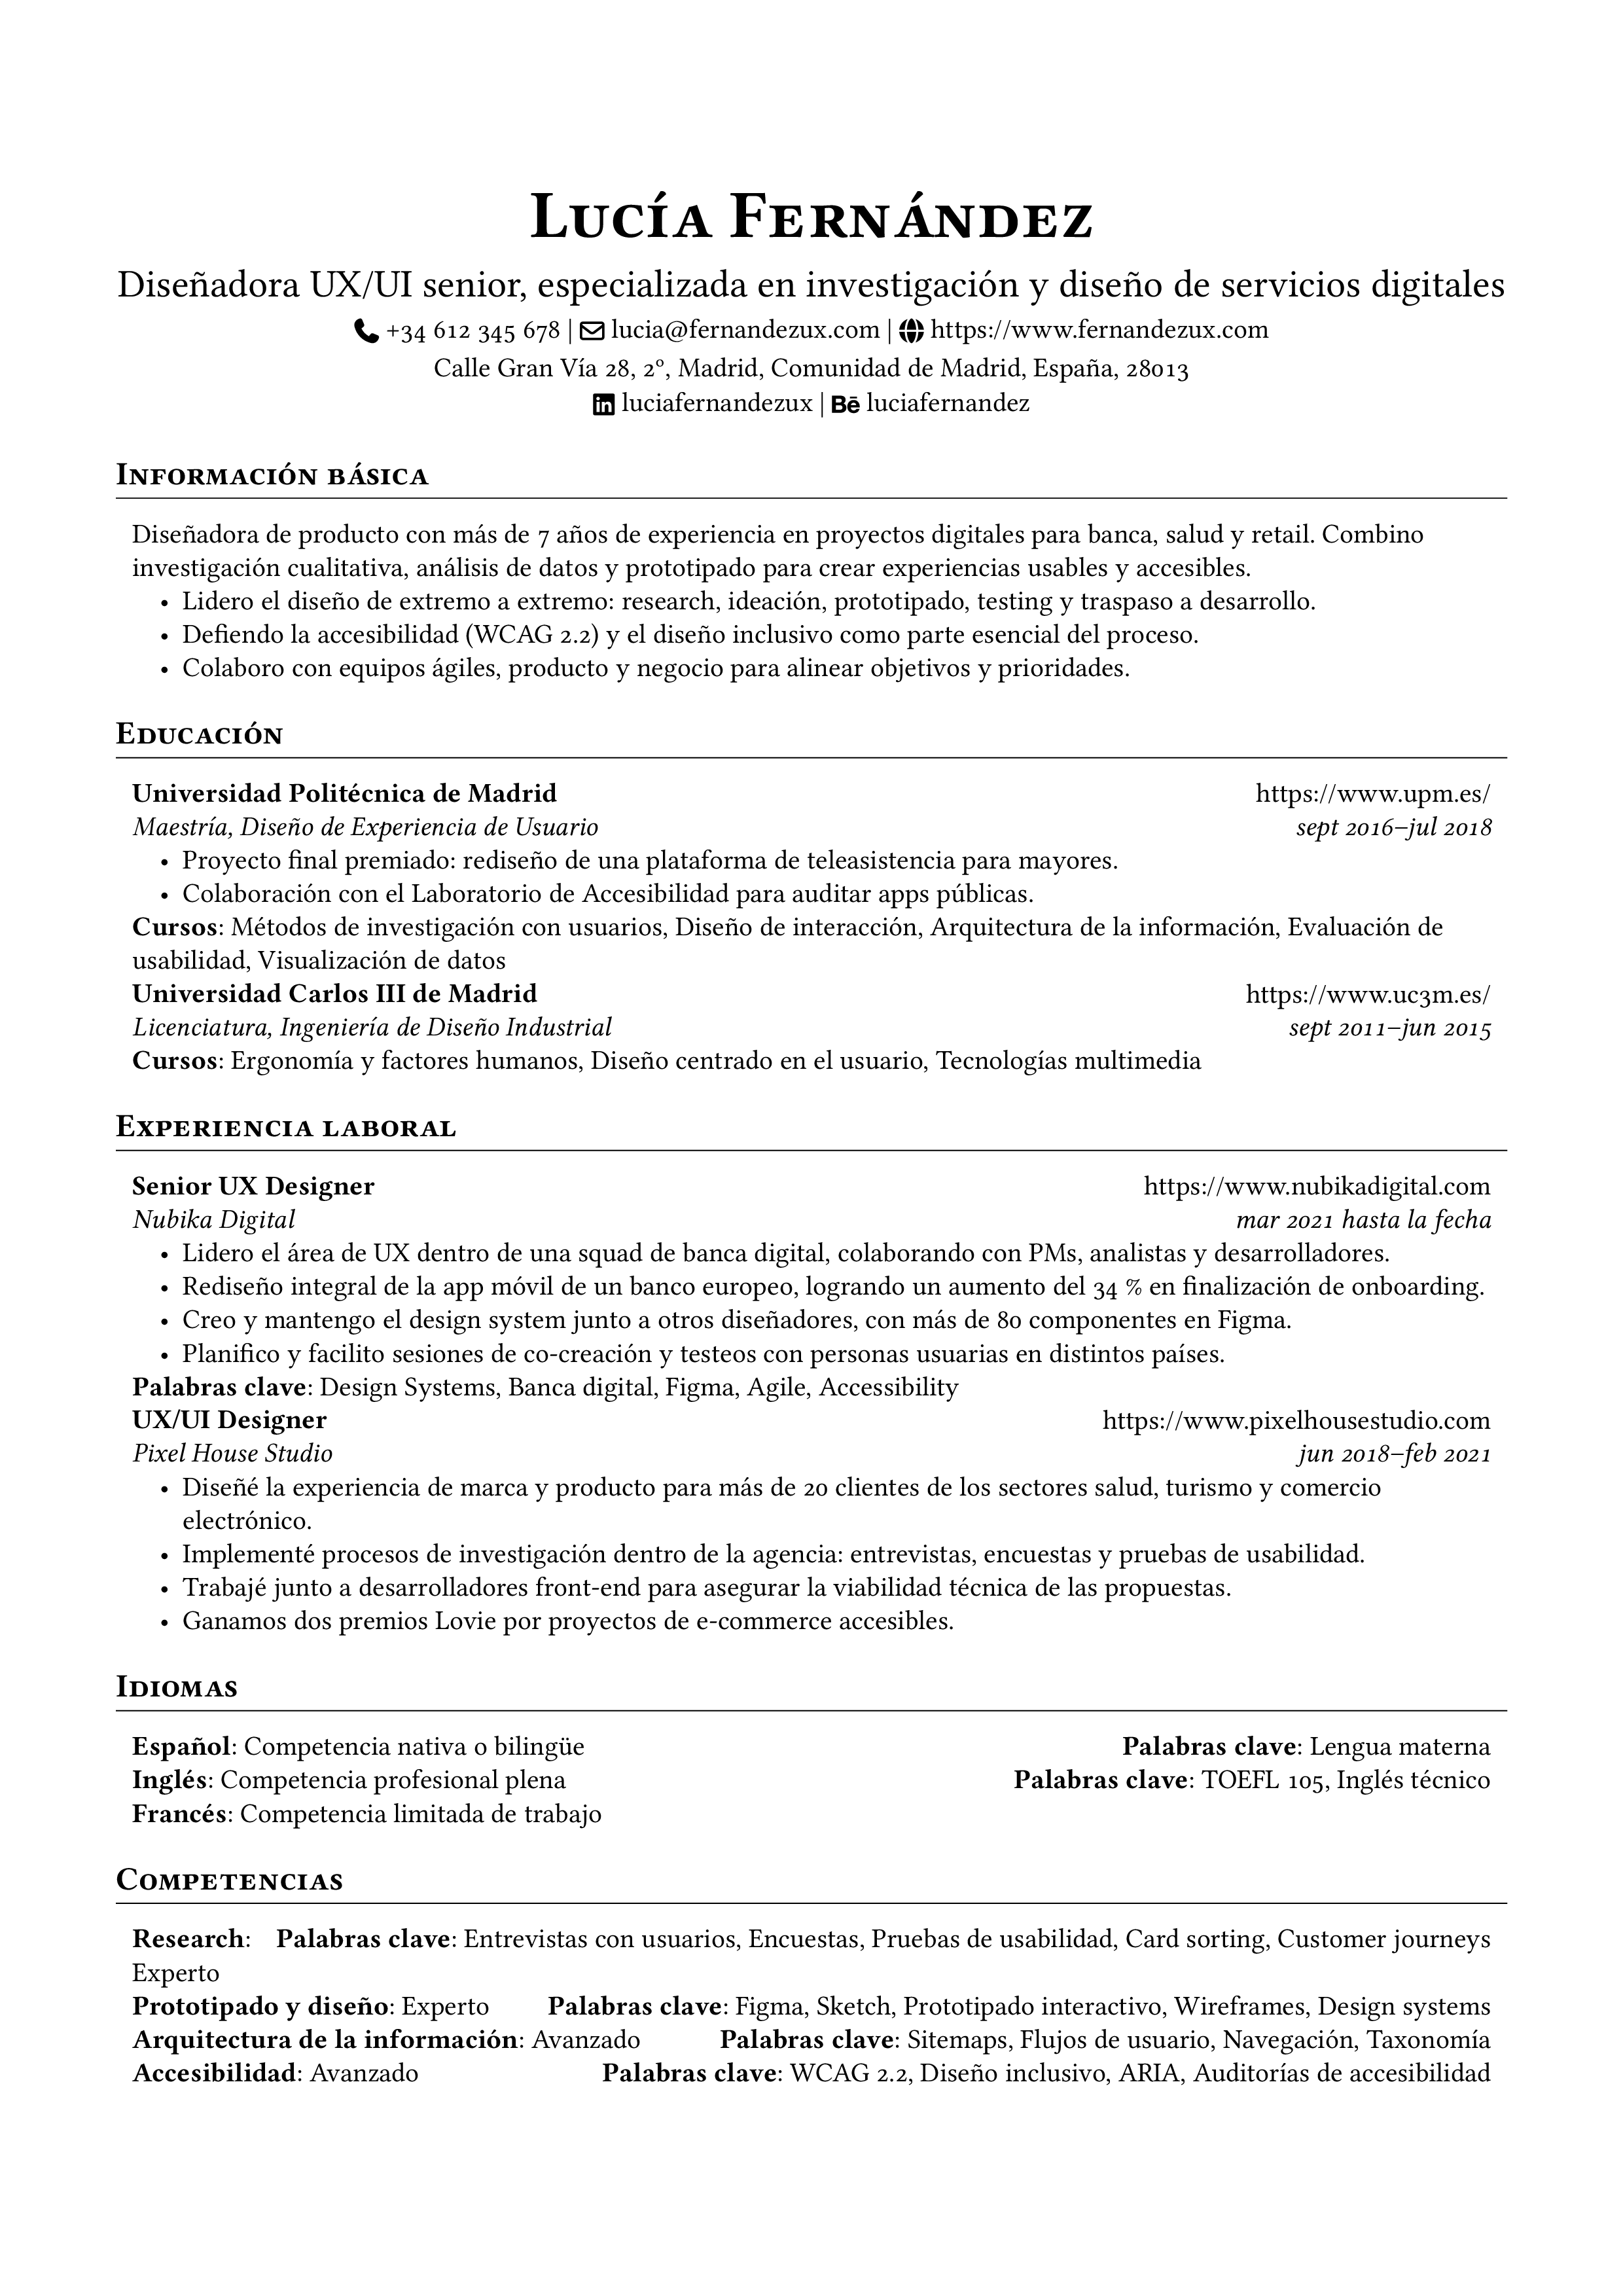 Lucía Fernández
Diseñadora UX/UI senior, especializada en investigación y diseño de servicios digitales
+34 612 345 678 | lucia@fernandezux.com | https://www.fernandezux.com
Calle Gran Vía 28, 2º, Madrid, Comunidad de Madrid, España, 28013
luciafernandezux | Bē luciafernandez
Información básica
Diseñadora de producto con más de 7 años de experiencia en proyectos digitales para banca, salud y retail. Combino
investigación cualitativa, análisis de datos y prototipado para crear experiencias usables y accesibles.
• Lidero el diseño de extremo a extremo: research, ideación, prototipado, testing y traspaso a desarrollo.
• Defiendo la accesibilidad (WCAG 2.2) y el diseño inclusivo como parte esencial del proceso.
• Colaboro con equipos ágiles, producto y negocio para alinear objetivos y prioridades.
Educación
Universidad Politécnica de Madrid https://www.upm.es/
Maestría, Diseño de Experiencia de Usuario sept 2016–jul 2018
• Proyecto final premiado: rediseño de una plataforma de teleasistencia para mayores.
• Colaboración con el Laboratorio de Accesibilidad para auditar apps públicas.
Cursos: Métodos de investigación con usuarios, Diseño de interacción, Arquitectura de la información, Evaluación de
usabilidad, Visualización de datos
Universidad Carlos III de Madrid https://www.uc3m.es/
Licenciatura, Ingeniería de Diseño Industrial sept 2011–jun 2015
Cursos: Ergonomía y factores humanos, Diseño centrado en el usuario, Tecnologías multimedia
Experiencia laboral
Senior UX Designer https://www.nubikadigital.com
Nubika Digital mar 2021 hasta la fecha
• Lidero el área de UX dentro de una squad de banca digital, colaborando con PMs, analistas y desarrolladores.
• Rediseño integral de la app móvil de un banco europeo, logrando un aumento del 34 % en finalización de onboarding.
• Creo y mantengo el design system junto a otros diseñadores, con más de 80 componentes en Figma.
• Planifico y facilito sesiones de co-creación y testeos con personas usuarias en distintos países.
Palabras clave: Design Systems, Banca digital, Figma, Agile, Accessibility
UX/UI Designer https://www.pixelhousestudio.com
Pixel House Studio jun 2018–feb 2021
• Diseñé la experiencia de marca y producto para más de 20 clientes de los sectores salud, turismo y comercio
electrónico.
• Implementé procesos de investigación dentro de la agencia: entrevistas, encuestas y pruebas de usabilidad.
• Trabajé junto a desarrolladores front-end para asegurar la viabilidad técnica de las propuestas.
• Ganamos dos premios Lovie por proyectos de e-commerce accesibles.
Idiomas
Español: Competencia nativa o bilingüe Palabras clave: Lengua materna
Inglés: Competencia profesional plena Palabras clave: TOEFL 105, Inglés técnico
Francés: Competencia limitada de trabajo
Competencias
Research: Palabras clave: Entrevistas con usuarios, Encuestas, Pruebas de usabilidad, Card sorting, Customer journeys
Experto
Prototipado y diseño: Experto Palabras clave: Figma, Sketch, Prototipado interactivo, Wireframes, Design systems
Arquitectura de la información: Avanzado Palabras clave: Sitemaps, Flujos de usuario, Navegación, Taxonomía
Accesibilidad: Avanzado Palabras clave: WCAG 2.2, Diseño inclusivo, ARIA, Auditorías de accesibilidad